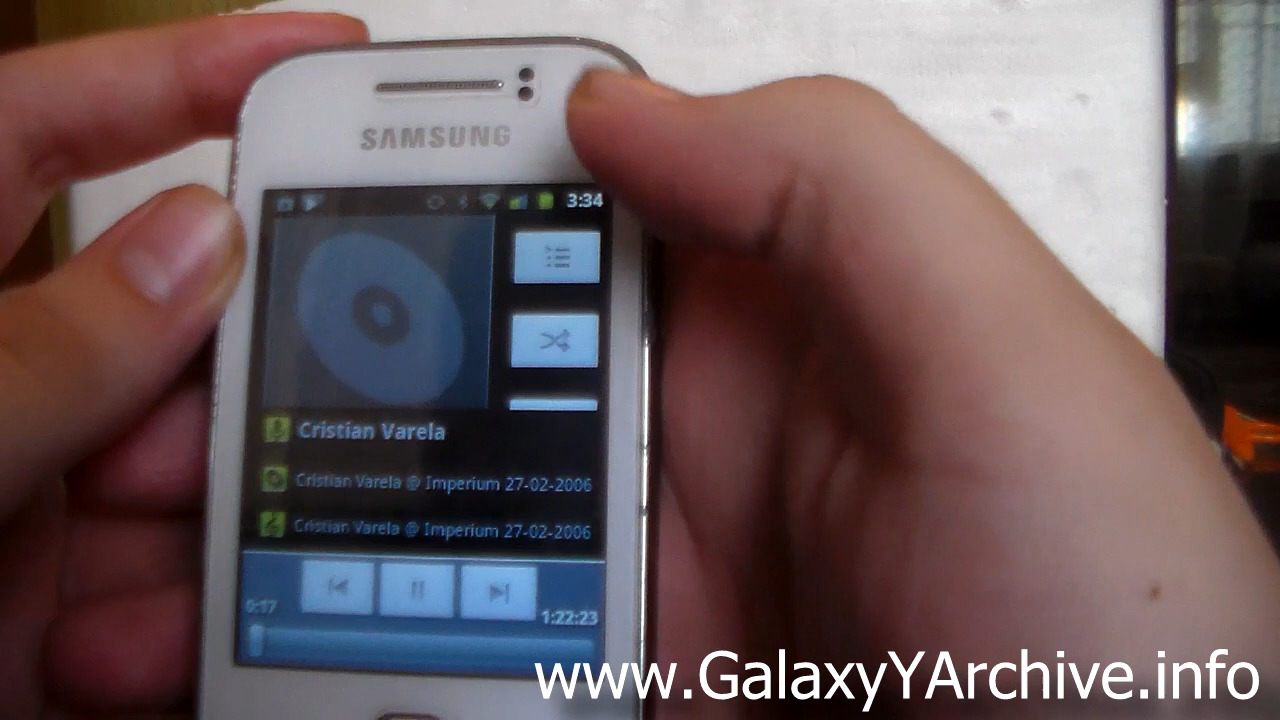 SAMSUNG
3:34
Cristian Varela
Cristian Varela @ Imperium 27-02-2006
Cristian Varela @ Imperium 27-02-2006
0:17
1:22:23
www.GalaxyYArchive.info